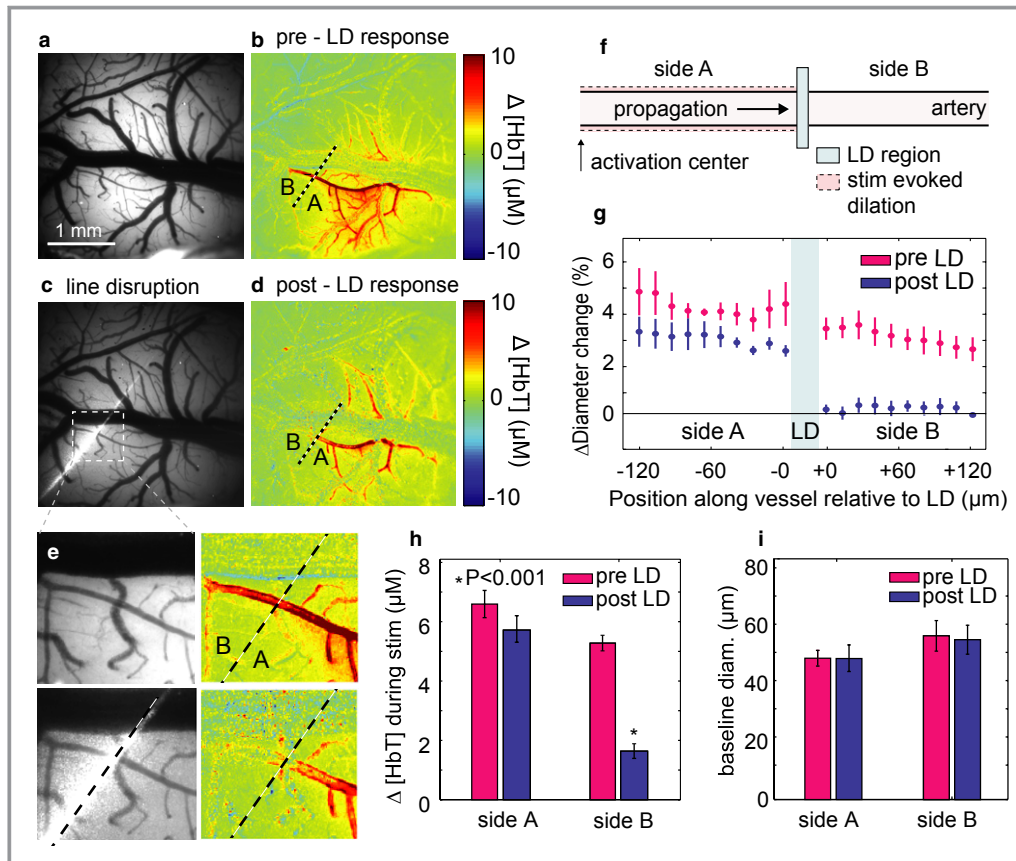 a
1 mm
b pre - LD response
B
A
10
0
-10
Δ [HbT] (µM)
c line disruption
d post - LD response
B
A
10
0
-10
Δ [HbT] (µM)
e
B
A
f
side A
side B
propagation
artery
activation center
LD region
stim evoked
dilation
g
pre LD
post LD
ΔDiameter change (%)
6
4
2
0
side A
LD
side B
-120
-60
-0
+0
+60
+120
Position along vessel relative to LD (µm)
h
*P<0.001
pre LD
post LD
Δ [HbT] during stim (µM)
8
6
4
2
0
*
side A
side B
i
pre LD
post LD
baseline diam. (µm)
80
60
40
20
0
side A
side B